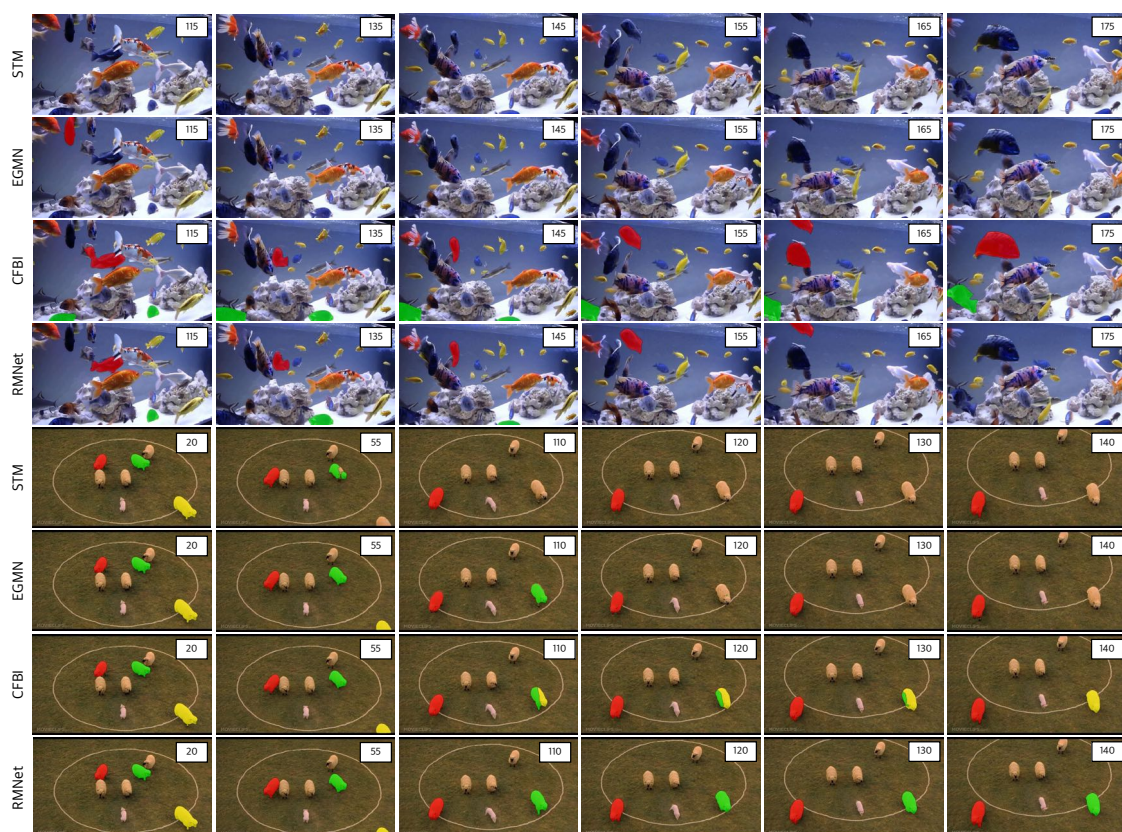 STM 115 135 145 155 165 175
EGMN 115 135 145 155 165 175
CFBI 115 135 145 155 165 175
RMNet 115 135 145 155 165 175
STM 20 55 110 120 130 140
EGMN 20 55 110 120 130 140
CFBI 20 55 110 120 130 140
RMNet 20 55 110 120 130 140